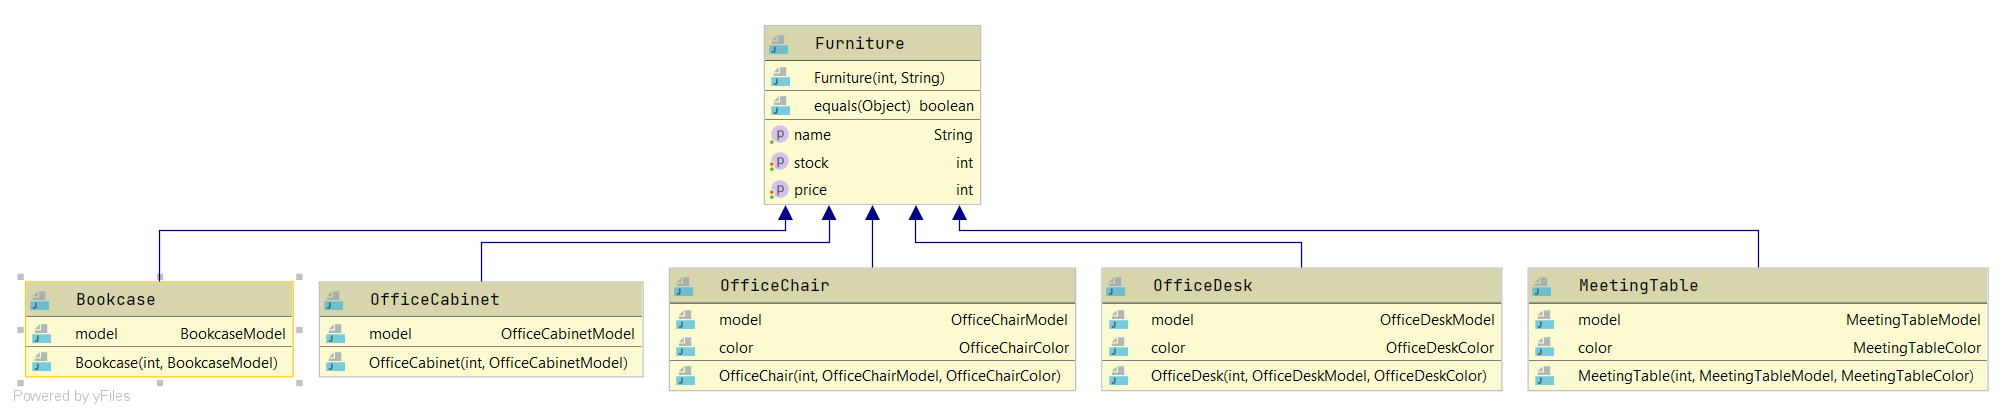 Furniture
Furniture(int, String)
equals(Object) boolean
name String
stock int
price int
Bookcase
model BookcaseModel
Bookcase(int, BookcaseModel)
OfficeCabinet
model OfficeCabinetModel
OfficeCabinet(int, OfficeCabinetModel)
OfficeChair
model OfficeChairModel
color OfficeChairColor
OfficeChair(int, OfficeChairModel, OfficeChairColor)
OfficeDesk
model OfficeDeskModel
color OfficeDeskColor
OfficeDesk(int, OfficeDeskModel, OfficeDeskColor)
MeetingTable
model MeetingTableModel
color MeetingTableColor
MeetingTable(int, MeetingTableModel, MeetingTableColor)
Powered by yFiles